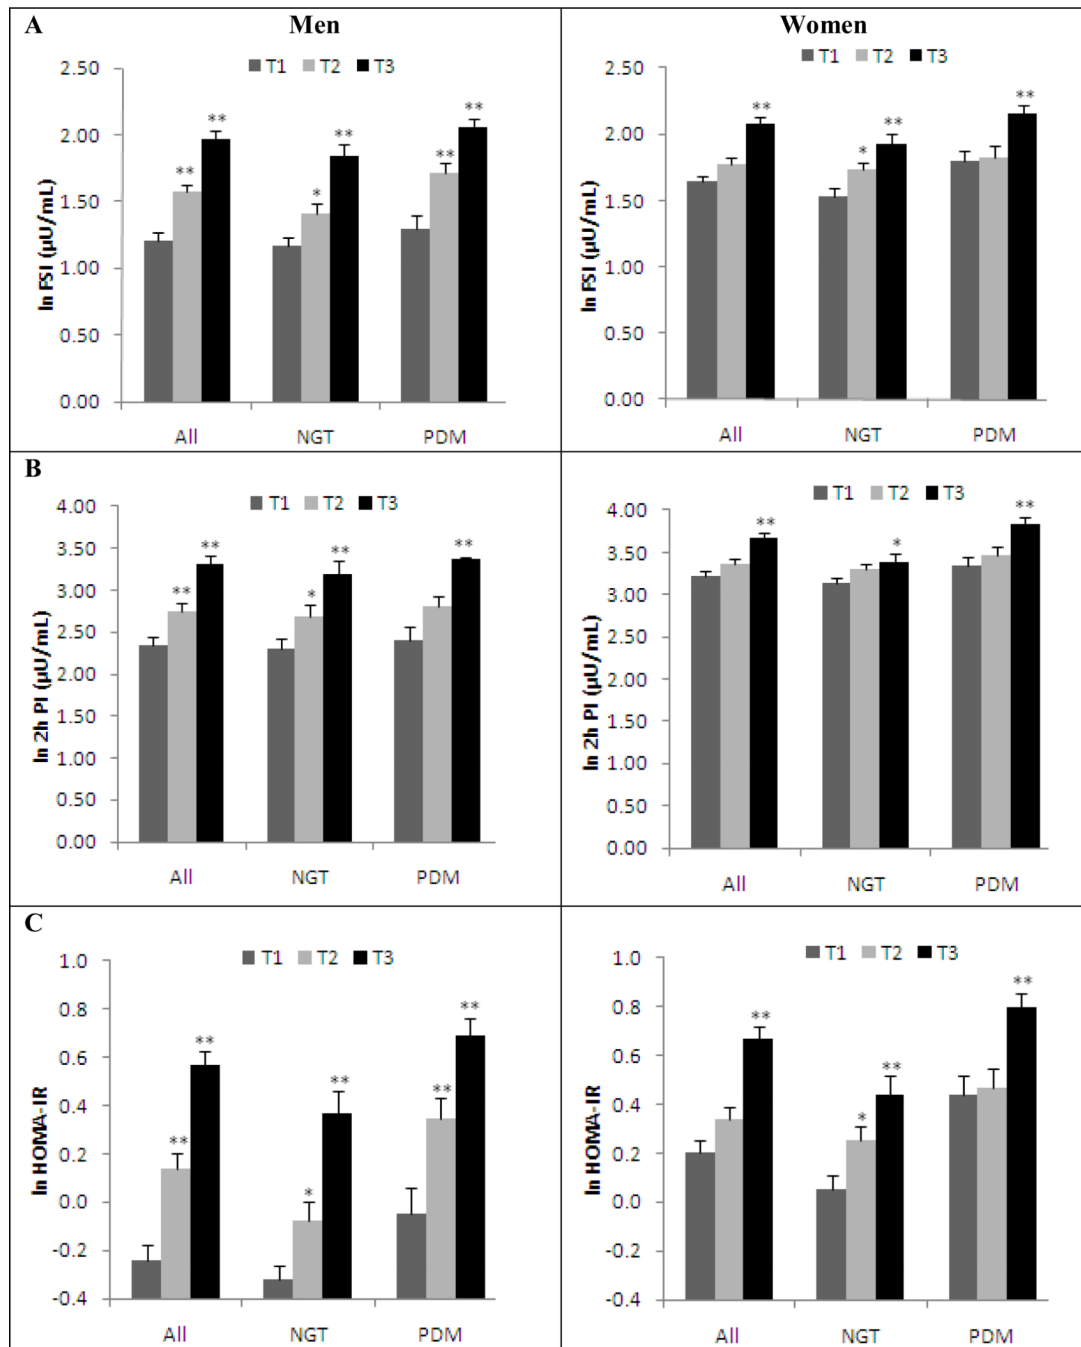 A Men
T1 T2 T3
ln FSI (µU/mL)
2.50
2.00
1.50
1.00
0.50
0.00
** **
* **
** **
All NGT PDM
Women
T1 T2 T3
ln FSI (µU/mL)
2.50
2.00
1.50
1.00
0.50
0.00
**
* **
**
All NGT PDM
B
T1 T2 T3
ln 2h PI (µU/mL)
4.00
3.50
3.00
2.50
2.00
1.50
1.00
0.50
0.00
** **
* **
**
All NGT PDM
T1 T2 T3
ln 2h PI (µU/mL)
4.00
3.50
3.00
2.50
2.00
1.50
1.00
0.50
0.00
**
*
**
All NGT PDM
C
T1 T2 T3
ln HOMA-IR
1.0
0.8
0.6
0.4
0.2
0.0
-0.2
-0.4
** **
* **
** **
All NGT PDM
T1 T2 T3
ln HOMA-IR
1.0
0.8
0.6
0.4
0.2
0.0
-0.2
-0.4
**
* **
**
All NGT PDM